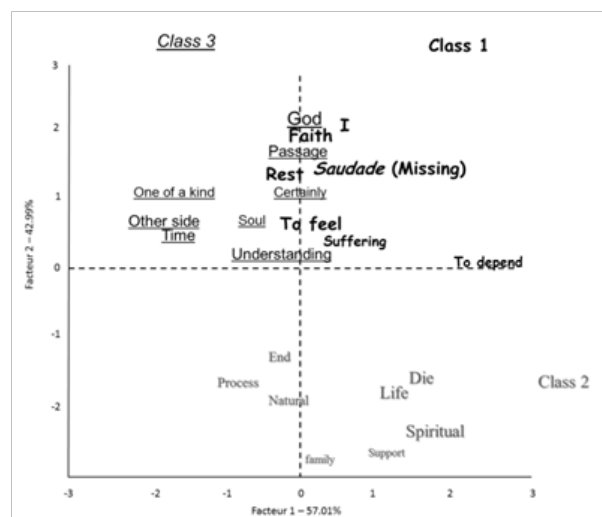 Class 3
Class 1
3
God
I
2
Faith
Passage
Saudade (Missing)
Rest
One of a kind
Certainly
1
Other side
Soul
To feel
Time
Suffering
Understanding
To depend
0
Facteur 2 – 42.99%
-1
End
Process
Die
Class 2
Life
Natural
-2
Spiritual
Support
family
-3
-2
-1
0
1
2
3
Facteur 1 – 57.01%